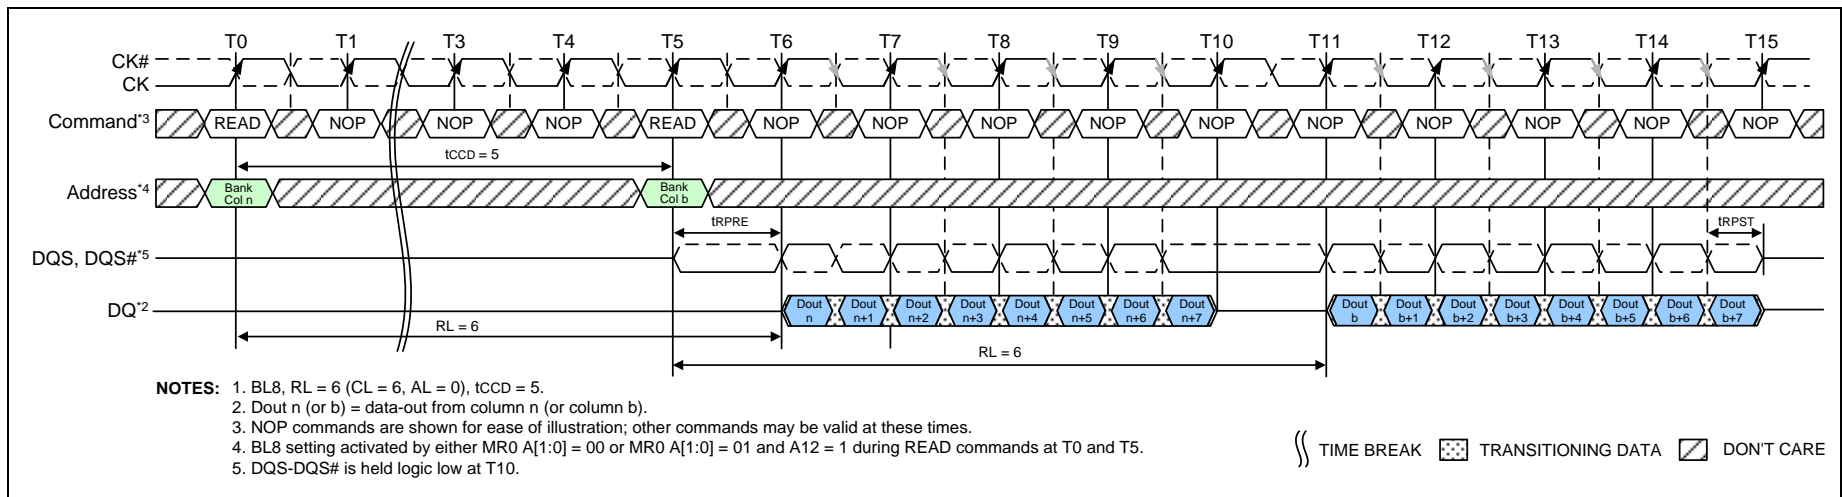 T0 T1 T3 T4 T5 T6 T7 T8 T9 T10 T11 T12 T13 T14 T15
CK#
CK
Command*3 READ NOP NOP NOP READ NOP NOP NOP NOP NOP NOP NOP NOP NOP NOP
tCCD = 5
Address*4 Bank Col n Bank Col b
tRPRE tRPST
DQS, DQS#*5
DQ*2 Dout n Dout n+1 Dout n+2 Dout n+3 Dout n+4 Dout n+5 Dout n+6 Dout n+7 Dout b Dout b+1 Dout b+2 Dout b+3 Dout b+4 Dout b+5 Dout b+6 Dout b+7
RL = 6
RL = 6
NOTES: 1. BL8, RL = 6 (CL = 6, AL = 0), tCCD = 5.
2. Dout n (or b) = data-out from column n (or column b).
3. NOP commands are shown for ease of illustration; other commands may be valid at these times.
4. BL8 setting activated by either MR0 A[1:0] = 00 or MR0 A[1:0] = 01 and A12 = 1 during READ commands at T0 and T5.
5. DQS-DQS# is held logic low at T10.
TIME BREAK TRANSITIONING DATA DON'T CARE